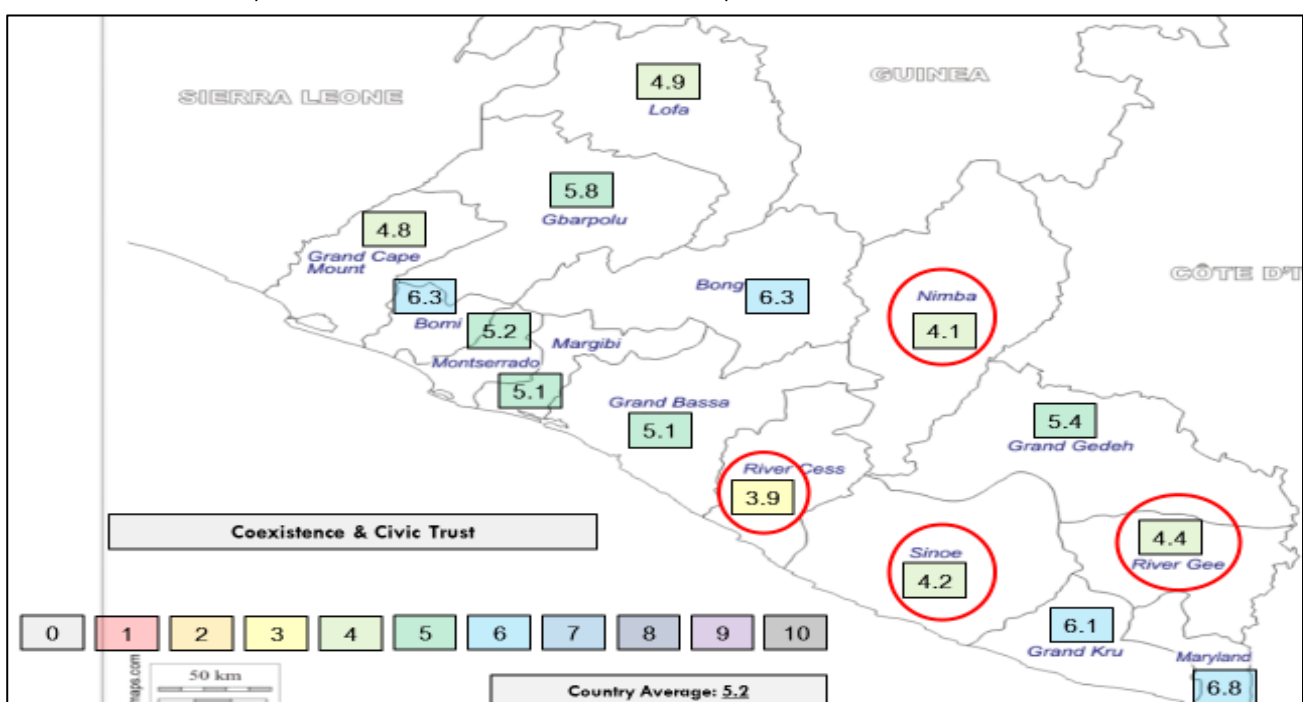 GUINEA
SIERRA LEONE
4.9
Lofa
5.8
Gbarpolu
4.8
Grand Cape
Mount
CÔTE D'I
Bong
6.3
6.3
Bomi
Nimba
4.1
5.2
Margibi
Montserrado
5.1
Grand Bassa
5.1
5.4
Grand Gedeh
River Cess
3.9
4.4
River Gee
Coexistence & Civic Trust
Sinoe
4.2
0 1 2 3 4 5 6 7 8 9 10
6.1
Grand Kru
Maryland
6.8
maps.com
50 km
Country Average: 5.2